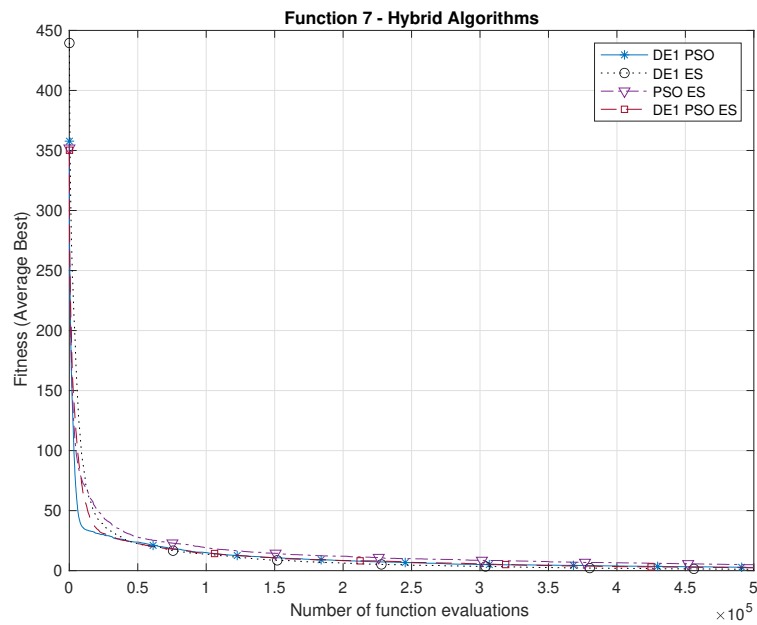 Function 7 - Hybrid Algorithms
450
400
350
300
250
200
150
100
50
0
Fitness (Average Best)
DE1 PSO
DE1 ES
PSO ES
DE1 PSO ES
0 0.5 1 1.5 2 2.5 3 3.5 4 4.5 5
Number of function evaluations
×10⁵